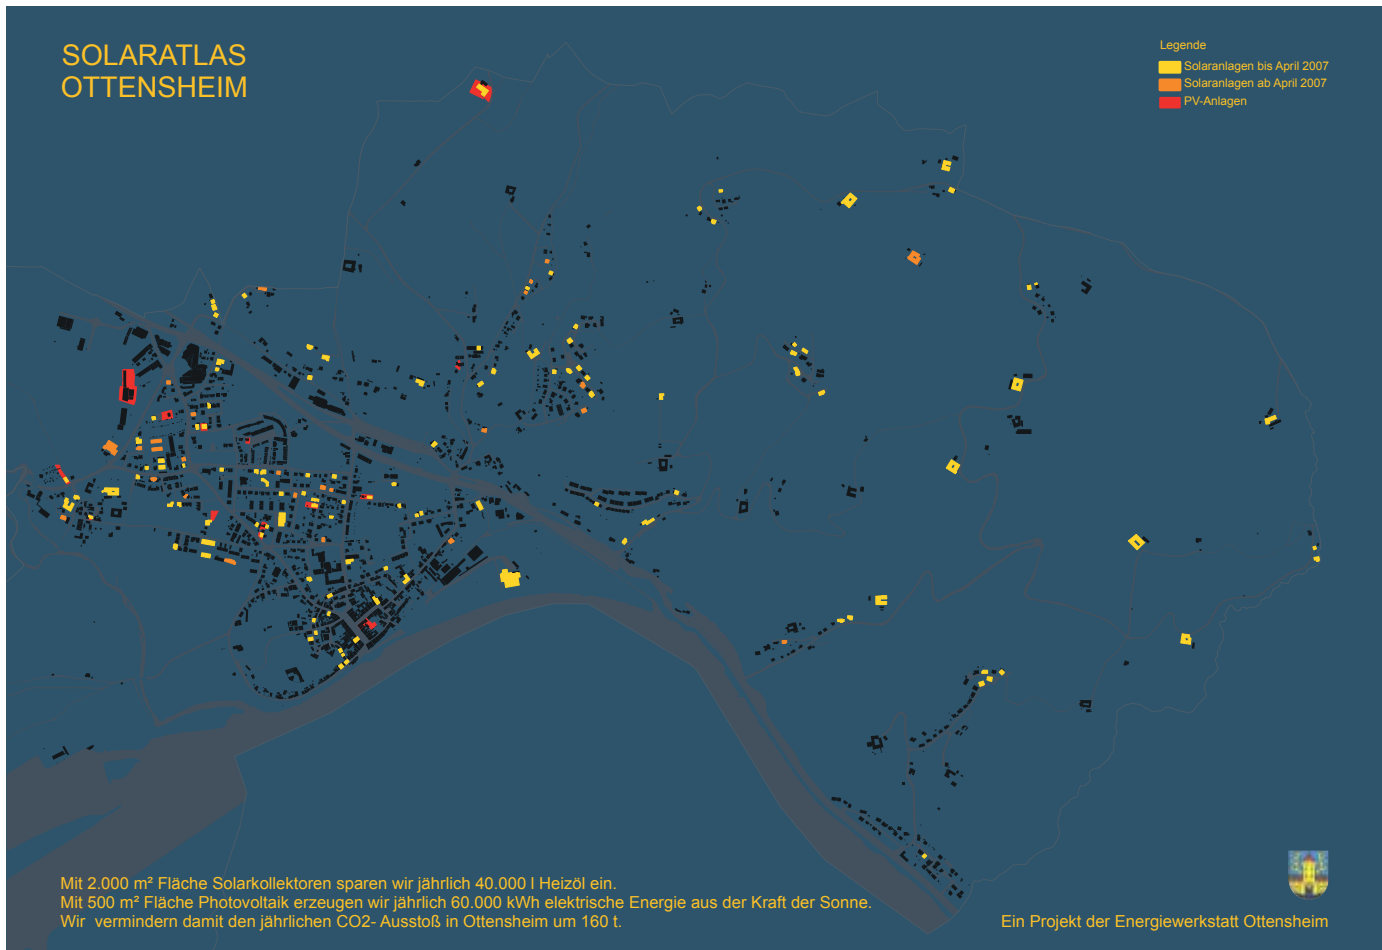 SOLARATLAS
OTTENSHEIM
Legende
Solaranlagen bis April 2007
Solaranlagen ab April 2007
PV-Anlagen
Mit 2.000 m² Fläche Solarkollektoren sparen wir jährlich 40.000 l Heizöl ein.
Mit 500 m² Fläche Photovoltaik erzeugen wir jährlich 60.000 kWh elektrische Energie aus der Kraft der Sonne.
Wir vermindern damit den jährlichen CO2- Ausstoß in Ottensheim um 160 t.
Ein Projekt der Energiewerkstatt Ottensheim